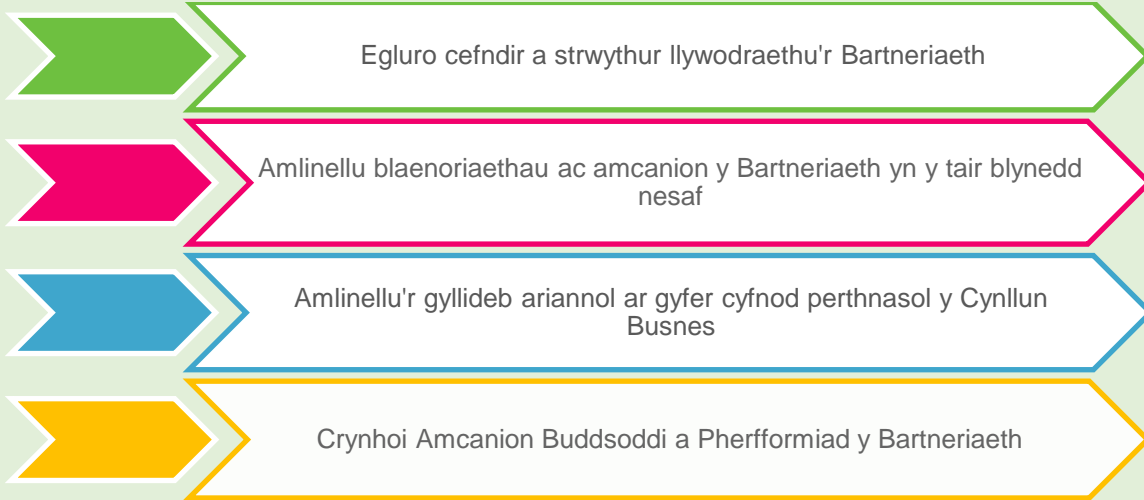 Egluro cefndir a strwythur llywodraethu'r Bartneriaeth
Amlinellu blaenoriaethau ac amcanion y Bartneriaeth yn y tair blynedd
nesaf
Amlinellu'r gyllideb ariannol ar gyfer cyfnod perthnasol y Cynllun
Busnes
Crynhoi Amcanion Buddsoddi a Pherfformiad y Bartneriaeth